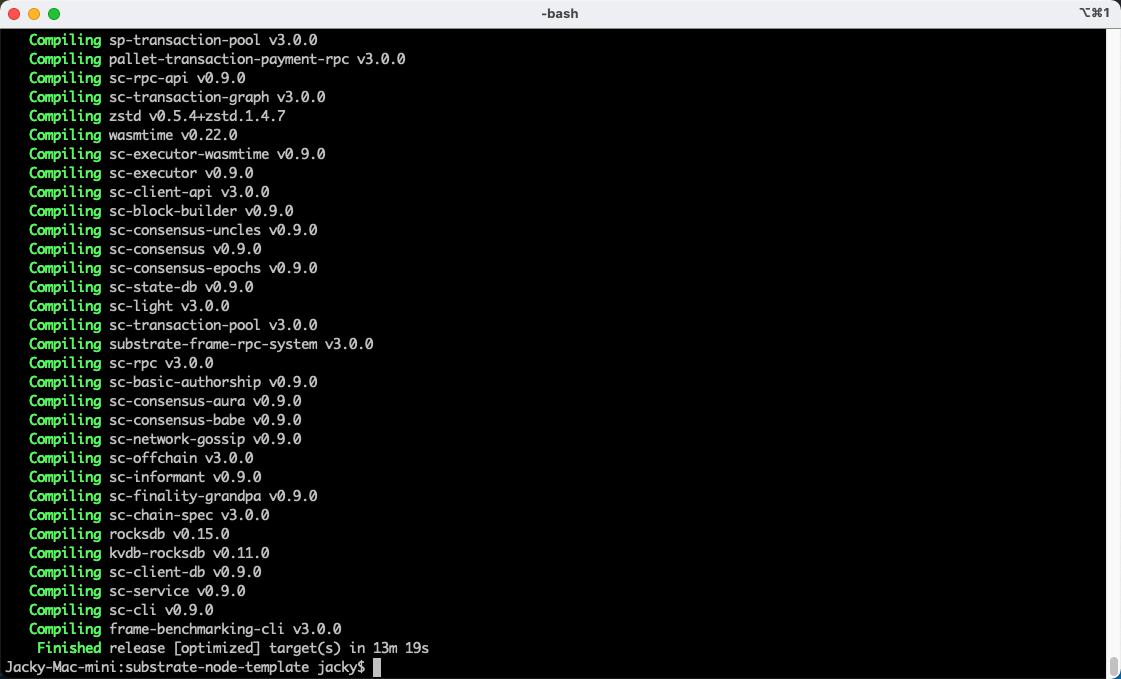 -bash
⌥⌘1
Compiling sp-transaction-pool v3.0.0
Compiling pallet-transaction-payment-rpc v3.0.0
Compiling sc-rpc-api v0.9.0
Compiling sc-transaction-graph v3.0.0
Compiling zstd v0.5.4+zstd.1.4.7
Compiling wasmtime v0.22.0
Compiling sc-executor-wasmtime v0.9.0
Compiling sc-executor v0.9.0
Compiling sc-client-api v3.0.0
Compiling sc-block-builder v0.9.0
Compiling sc-consensus-uncles v0.9.0
Compiling sc-consensus v0.9.0
Compiling sc-consensus-epochs v0.9.0
Compiling sc-state-db v0.9.0
Compiling sc-light v3.0.0
Compiling sc-transaction-pool v3.0.0
Compiling substrate-frame-rpc-system v3.0.0
Compiling sc-rpc v3.0.0
Compiling sc-basic-authorship v0.9.0
Compiling sc-consensus-aura v0.9.0
Compiling sc-consensus-babe v0.9.0
Compiling sc-network-gossip v0.9.0
Compiling sc-offchain v3.0.0
Compiling sc-informant v0.9.0
Compiling sc-finality-grandpa v0.9.0
Compiling sc-chain-spec v3.0.0
Compiling rocksdb v0.15.0
Compiling kvdb-rocksdb v0.11.0
Compiling sc-client-db v0.9.0
Compiling sc-service v0.9.0
Compiling sc-cli v0.9.0
Compiling frame-benchmarking-cli v3.0.0
Finished release [optimized] target(s) in 13m 19s
Jacky-Mac-mini:substrate-node-template jacky$